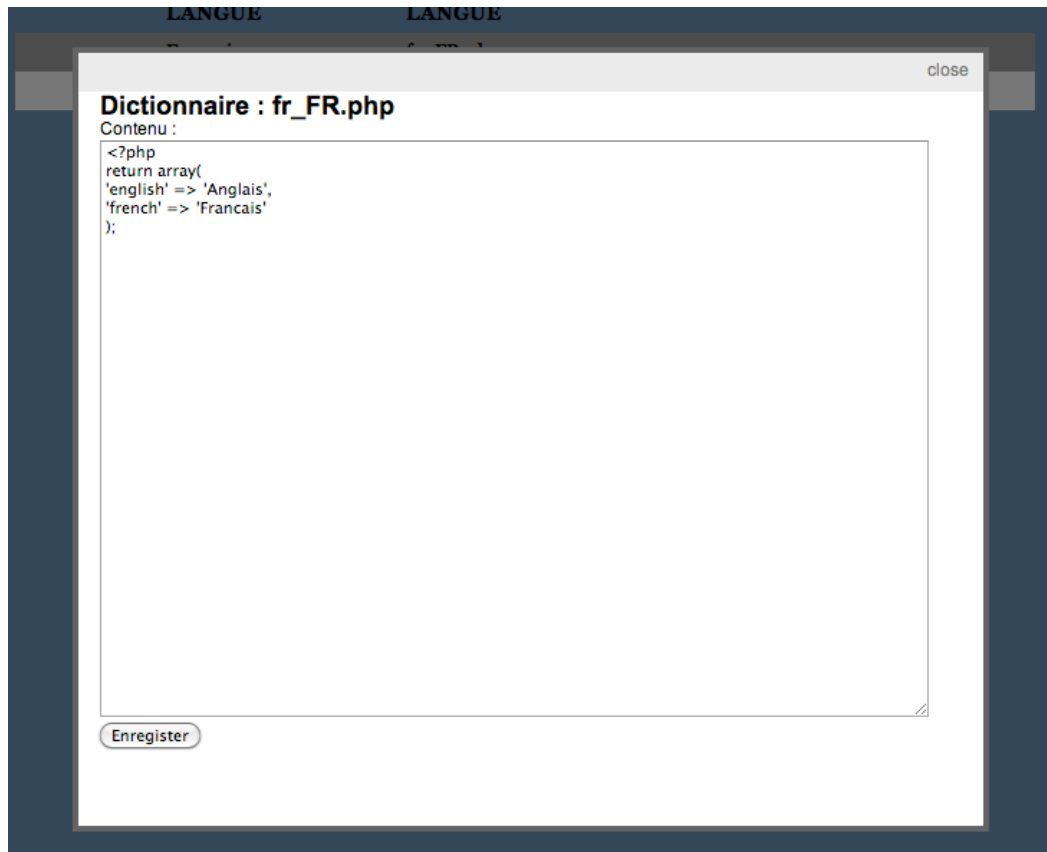 LANGUE LANGUE
close
Dictionnaire : fr_FR.php
Contenu :
<?php
return array(
'english' => 'Anglais',
'french' => 'Francais'
);
Enregister